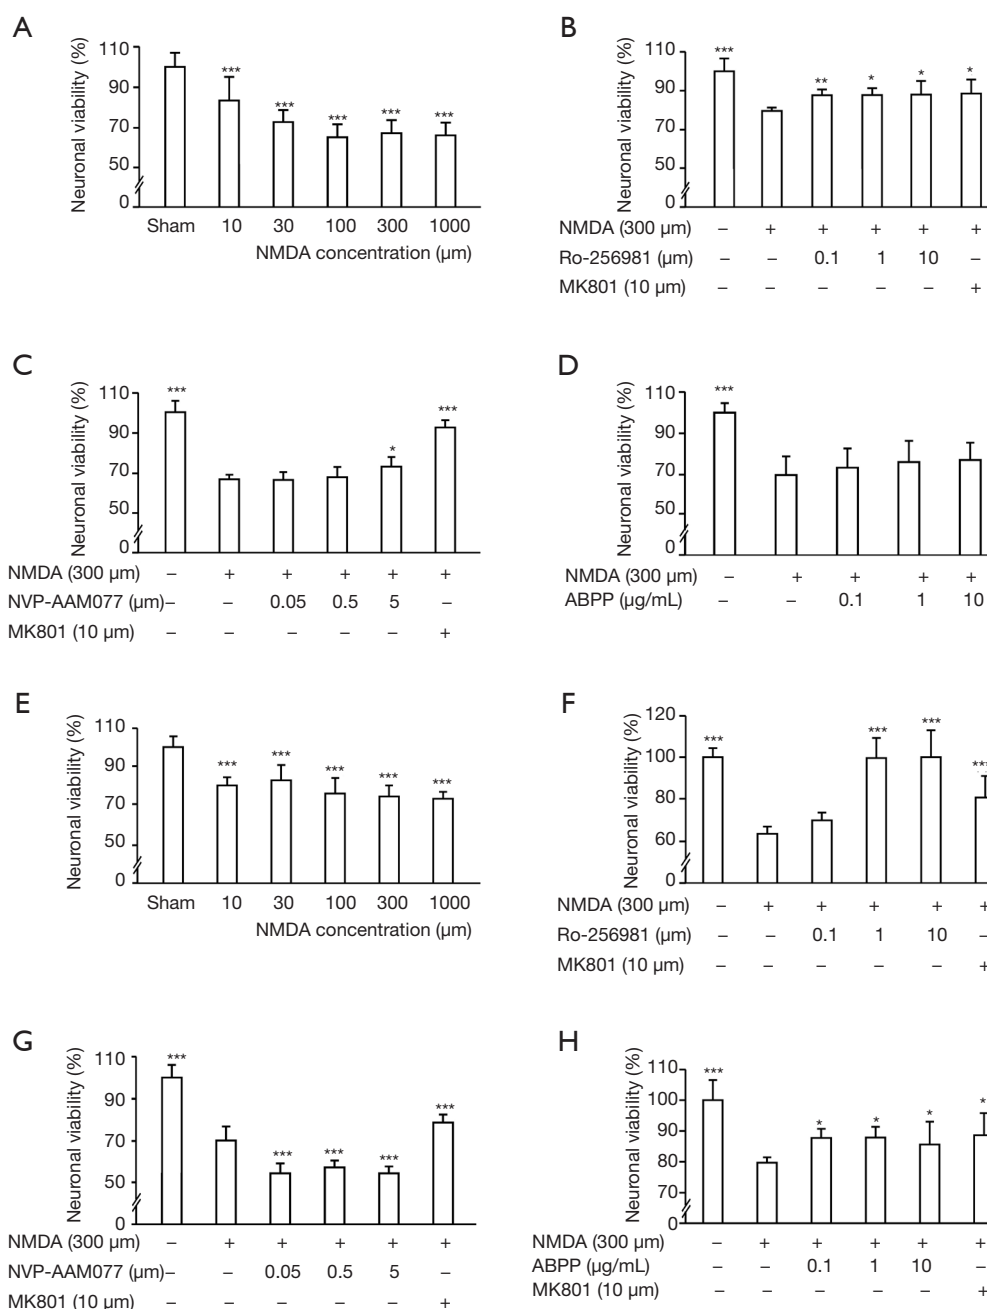 A
Neuronal viability (%)
110
90
70
50
0
*** *** *** *** ***
Sham 10 30 100 300 1000
NMDA concentration (µm)
B
Neuronal viability (%)
110
90
70
50
0
*** ** * * *
NMDA (300 µm) – + + + + +
Ro-256981 (µm) – – 0.1 1 10 –
MK801 (10 µm) – – – – – +
C
Neuronal viability (%)
110
90
70
50
0
*** * ***
NMDA (300 µm) – + + + + +
NVP-AAM077 (µm) – – 0.05 0.5 5 –
MK801 (10 µm) – – – – – +
D
Neuronal viability (%)
110
90
70
50
0
***
NMDA (300 µm) – + + + +
ABPP (µg/mL) – – 0.1 1 10
E
Neuronal viability (%)
110
90
70
50
0
*** *** *** *** ***
Sham 10 30 100 300 1000
NMDA concentration (µm)
F
Neuronal viability (%)
120
100
80
60
0
*** *** *** ***
NMDA (300 µm) – + + + + +
Ro-256981 (µm) – – 0.1 1 10 –
MK801 (10 µm) – – – – – +
G
Neuronal viability (%)
110
90
70
50
0
*** *** *** *** ***
NMDA (300 µm) – + + + + +
NVP-AAM077 (µm) – – 0.05 0.5 5 –
MK801 (10 µm) – – – – – +
H
Neuronal viability (%)
110
100
90
80
70
0
*** * * * *
NMDA (300 µm) – + + + + +
ABPP (µg/mL) – – 0.1 1 10 –
MK801 (10 µm) – – – – – +